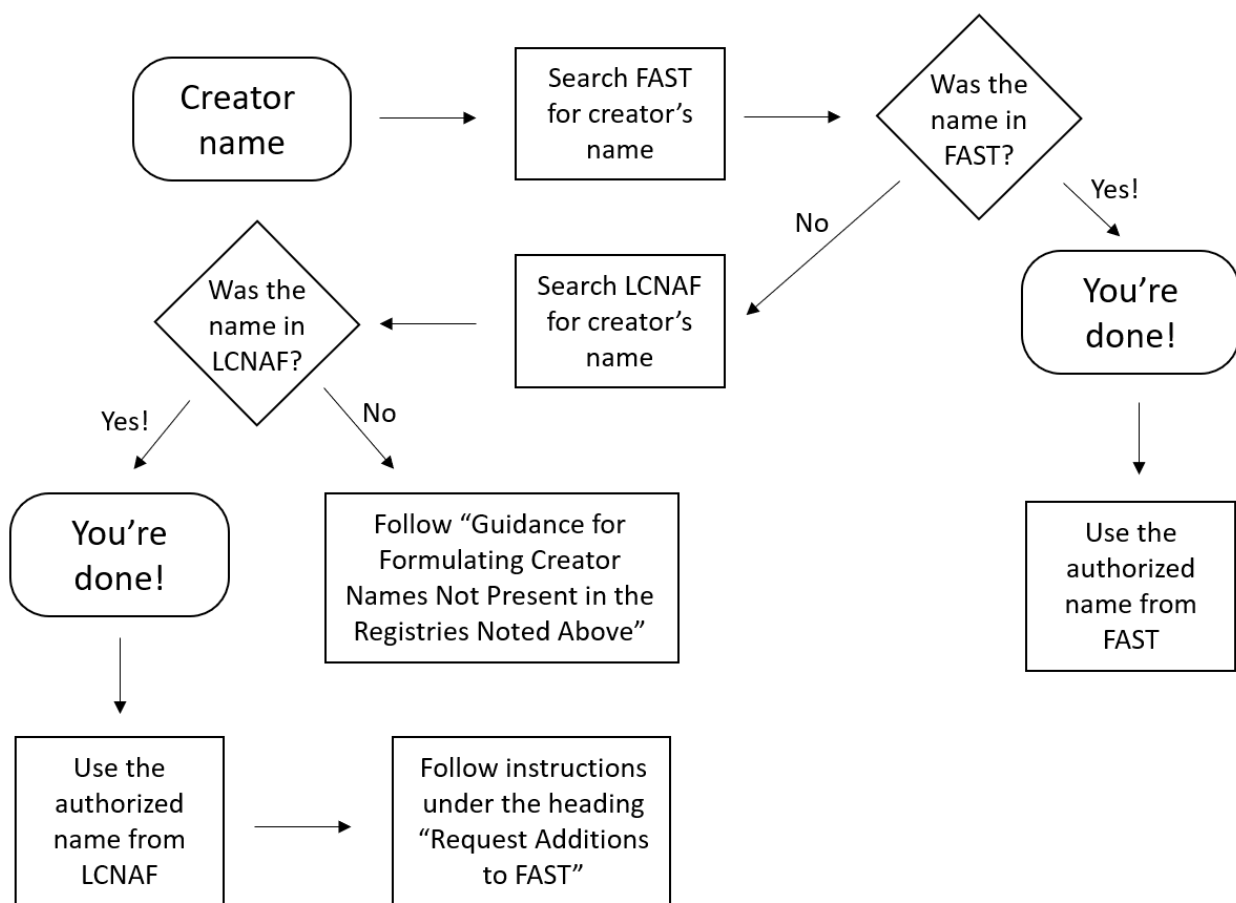 Creator
name
Search FAST
for creator’s
name
Was the
name in
FAST?
Yes!
No
You’re
done!
Use the
authorized
name from
FAST
Search LCNAF
for creator’s
name
Was the
name in
LCNAF?
Yes!
No
You’re
done!
Follow “Guidance for
Formulating Creator
Names Not Present in the
Registries Noted Above”
Use the
authorized
name from
LCNAF
Follow instructions
under the heading
“Request Additions
to FAST”